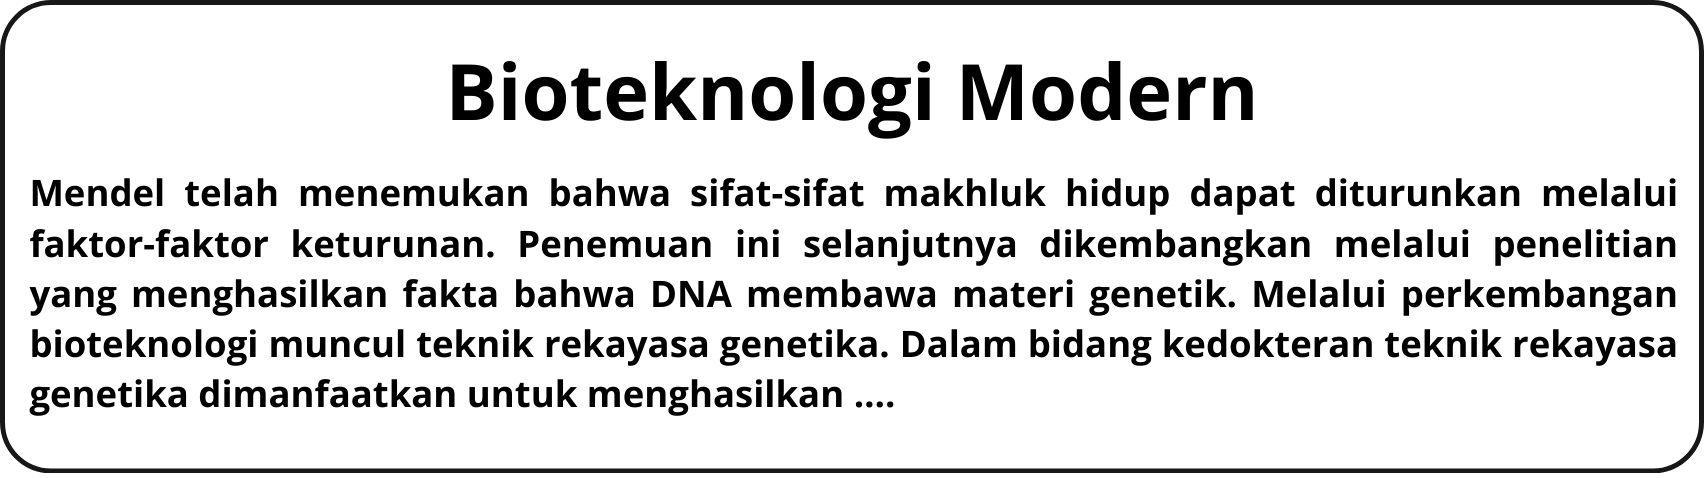 Bioteknologi Modern
Mendel telah menemukan bahwa sifat-sifat makhluk hidup dapat diturunkan melalui
faktor-faktor keturunan. Penemuan ini selanjutnya dikembangkan melalui penelitian
yang menghasilkan fakta bahwa DNA membawa materi genetik. Melalui perkembangan
bioteknologi muncul teknik rekayasa genetika. Dalam bidang kedokteran teknik rekayasa
genetika dimanfaatkan untuk menghasilkan ....